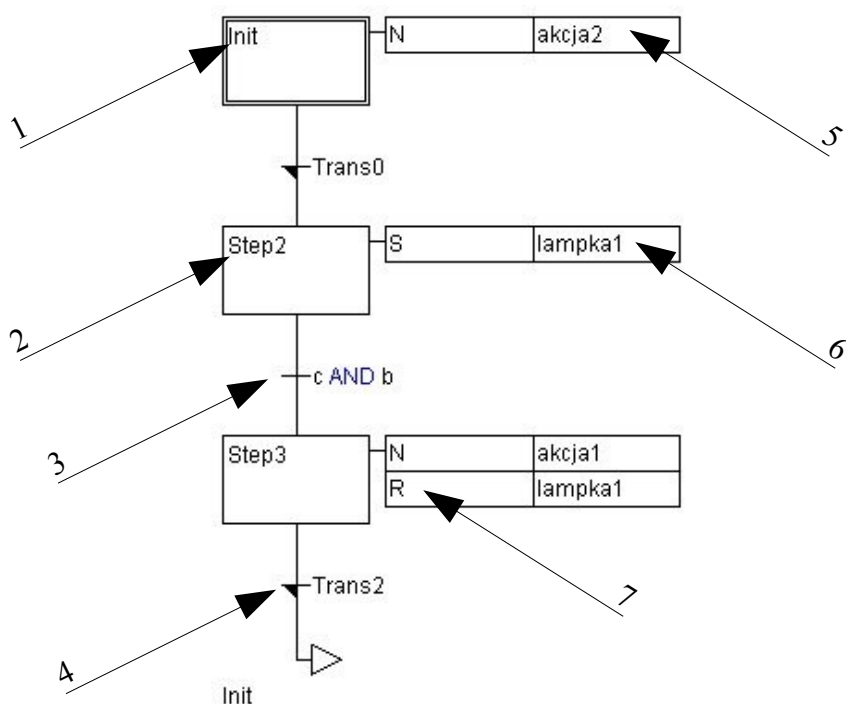 Init N akcja2
1
5
Trans0
Step2 S lampka1
2
6
c AND b
3
Step3 N akcja1
R lampka1
Trans2
7
4
Init